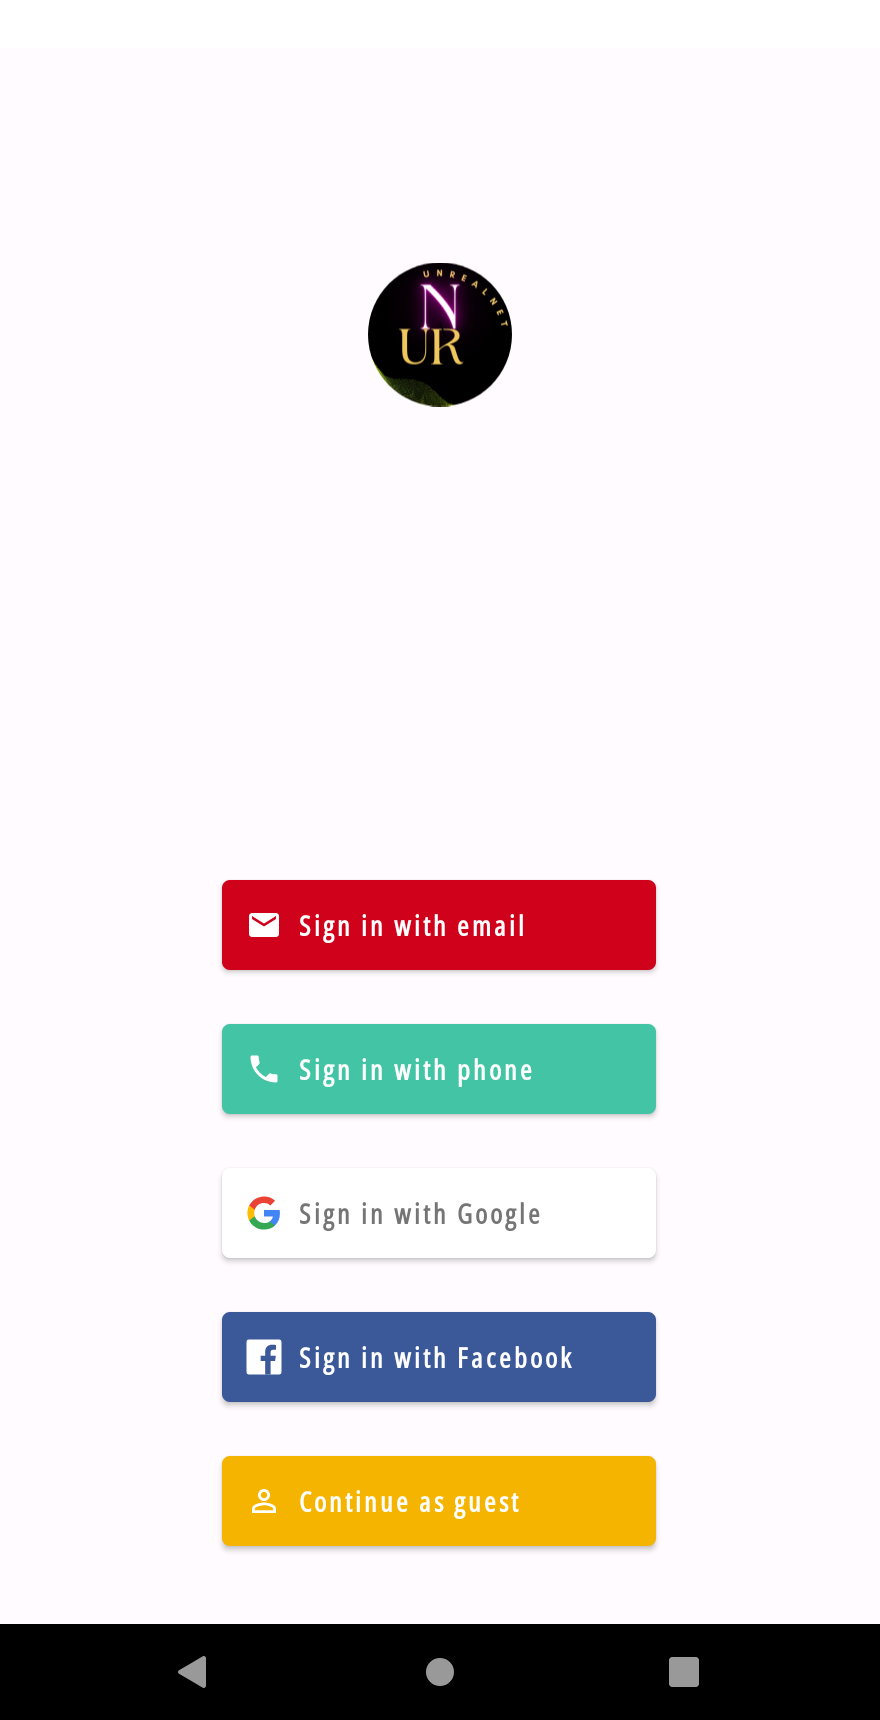 UNREALNET
N
UR
Sign in with email
Sign in with phone
Sign in with Google
Sign in with Facebook
Continue as guest